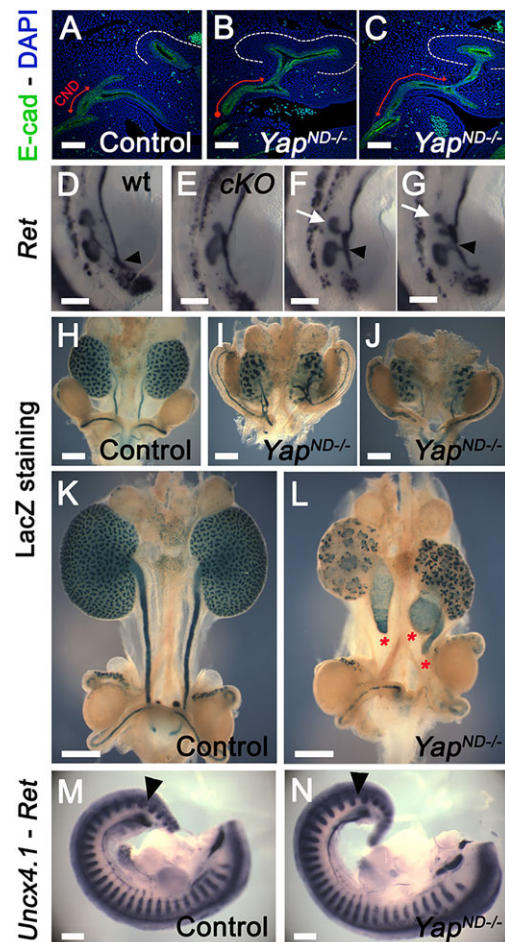 E-cad - DAPI
A
CND
Control
B
Yap^ND-/-
C
Yap^ND-/-
Ret
D
wt
E
cKO
F
G
LacZ staining
H
Control
I
Yap^ND-/-
J
Yap^ND-/-
K
Control
L
*
*
*
Yap^ND-/-
Uncx4.1 - Ret
M
Control
N
Yap^ND-/-